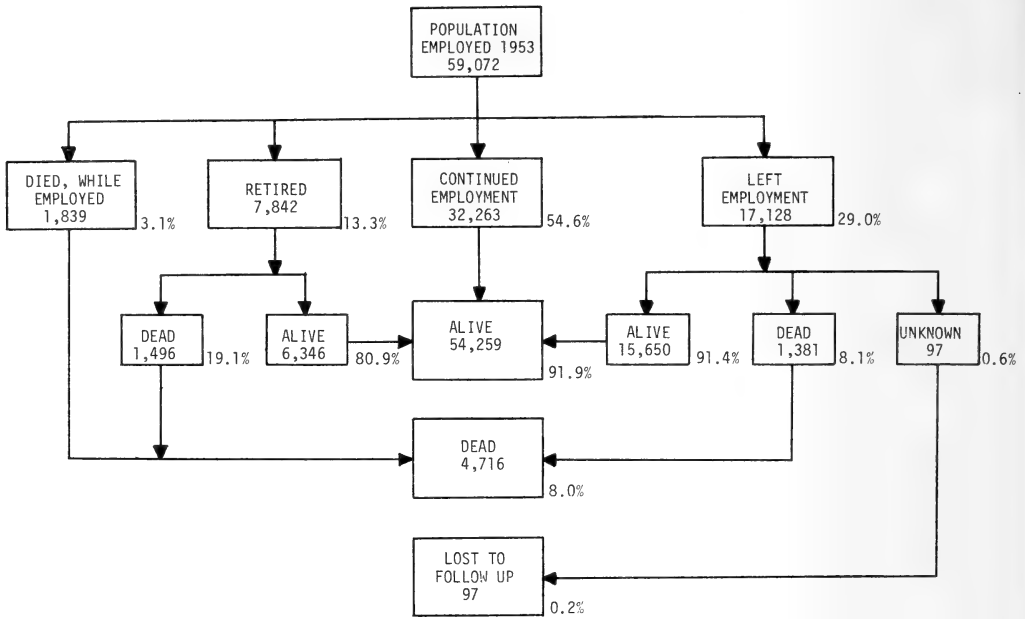 POPULATION
EMPLOYED 1953
59,072
DIED, WHILE
EMPLOYED
1,839
3.1%
RETIRED
7,842
13.3%
CONTINUED
EMPLOYMENT
32,263
54.6%
LEFT
EMPLOYMENT
17,128
29.0%
DEAD
1,496
19.1%
ALIVE
6,346
80.9%
ALIVE
54,259
91.9%
ALIVE
15,650
91.4%
DEAD
1,381
8.1%
UNKNOWN
97
0.6%
DEAD
4,716
8.0%
LOST TO
FOLLOW UP
97
0.2%